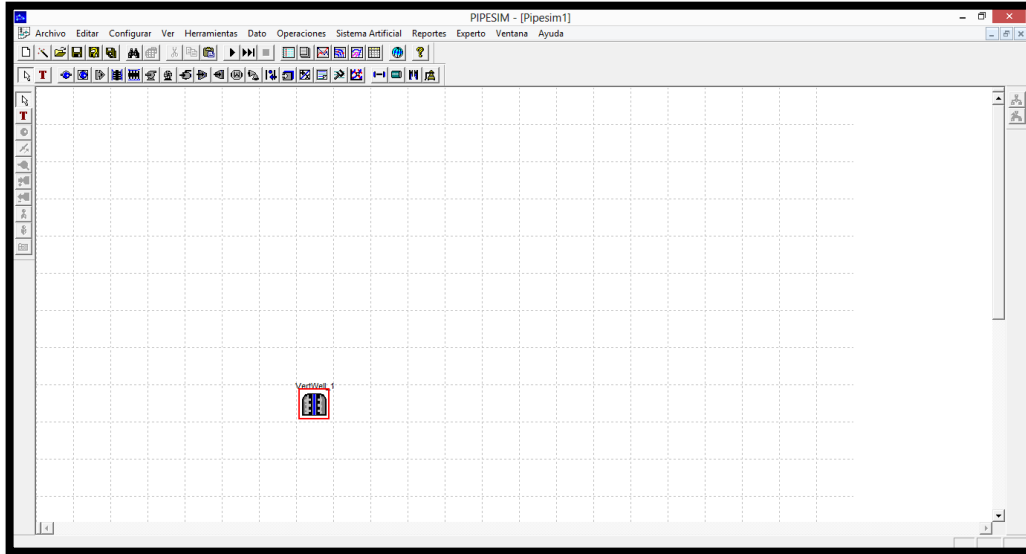 PIPESIM - [Pipesim1]
Archivo Editar Configurar Ver Herramientas Dato Operaciones Sistema Artificial Reportes Experto Ventana Ayuda
T
T
VertWell_1